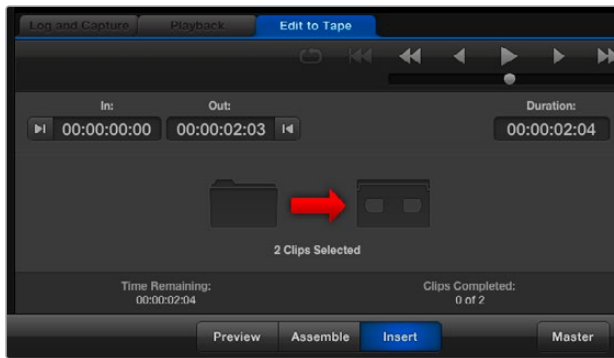 Log and Capture Playback Edit to Tape
In: Out: Duration:
00:00:00:00 00:00:02:03 00:00:02:04
2 Clips Selected
Time Remaining: Clips Completed:
00:00:02:04 0 of 2
Preview Assemble Insert Master